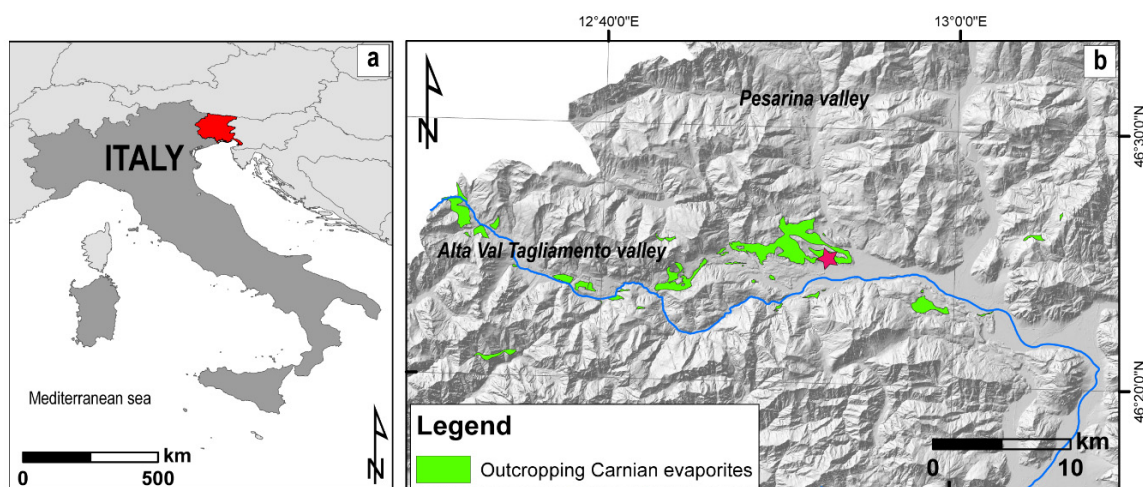 a
N
ITALY
Mediterranean sea
0
500
km
N
12°40'0"E
13°0'0"E
b
N
Pesarina valley
46°30'0"N
Alta Val Tagliamento valley
46°20'0"N
Legend
Outcropping Carnian evaporites
km
0
10